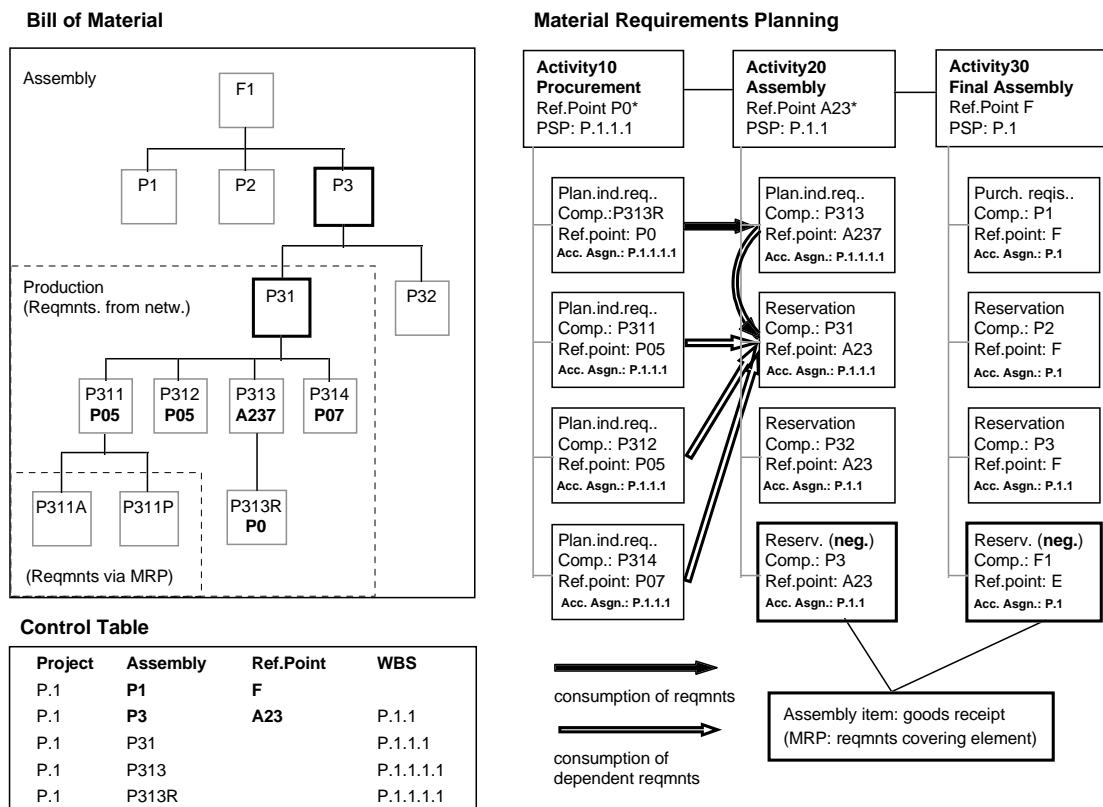 Bill of Material
Assembly
F1
P1
P2
P3
Production
(Reqmnts. from netw.)
P31
P32
P311
P05
P312
P05
P313
A237
P314
P07
P311A
P311P
P313R
P0
(Reqmnts via MRP)
Control Table
Project Assembly Ref.Point WBS
P.1 P1 F
P.1 P3 A23 P.1.1
P.1 P31 P.1.1.1
P.1 P313 P.1.1.1.1
P.1 P313R P.1.1.1.1
Material Requirements Planning
Activity10
Procurement
Ref.Point P0*
PSP: P.1.1.1
Activity20
Assembly
Ref.Point A23*
PSP: P.1.1
Activity30
Final Assembly
Ref.Point F
PSP: P.1
Plan.ind.req..
Comp.:P313R
Ref.point: P0
Acc. Asgn.: P.1.1.1.1
Plan.ind.req..
Comp.: P313
Ref.point: A237
Acc. Asgn.: P.1.1.1.1
Purch. reqis..
Comp.: P1
Ref.point: F
Acc. Asgn.: P.1
Plan.ind.req..
Comp.: P311
Ref.point: P05
Acc. Asgn.: P.1.1.1
Reservation
Comp.: P31
Ref.point: A23
Acc. Asgn.: P.1.1.1
Reservation
Comp.: P2
Ref.point: F
Acc. Asgn.: P.1
Plan.ind.req..
Comp.: P312
Ref.point: P05
Acc. Asgn.: P.1.1.1
Reservation
Comp.: P32
Ref.point: A23
Acc. Asgn.: P.1.1
Reservation
Comp.: P3
Ref.point: F
Acc. Asgn.: P.1.1
Plan.ind.req..
Comp.: P314
Ref.point: P07
Acc. Asgn.: P.1.1.1
Reserv. (neg.)
Comp.: P3
Ref.point: A23
Acc. Asgn.: P.1.1
Reserv. (neg.)
Comp.: F1
Ref.point: E
Acc. Asgn.: P.1
consumption of reqmnts
consumption of
dependent reqmnts
Assembly item: goods receipt
(MRP: reqmnts covering element)